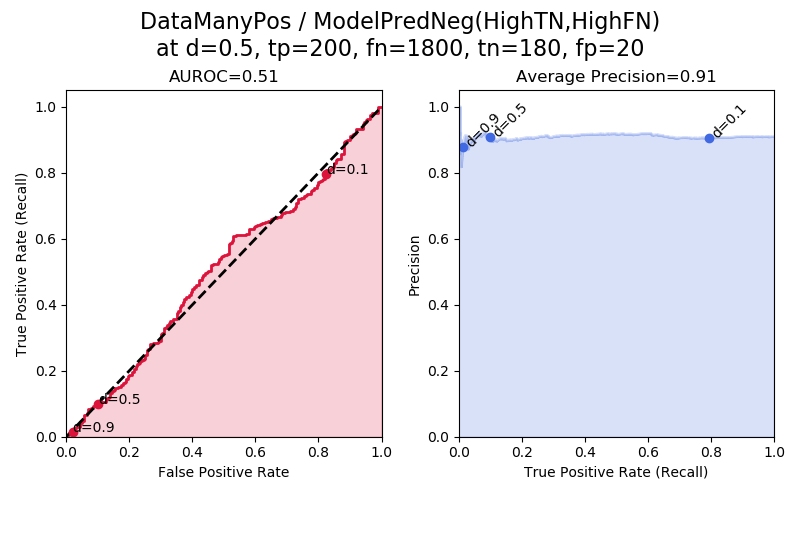 DataManyPos / ModelPredNeg(HighTN,HighFN)
at d=0.5, tp=200, fn=1800, tn=180, fp=20
AUROC=0.51
1.0
0.8
0.6
0.4
0.2
0.0
True Positive Rate (Recall)
d=0.1
d=0.5
d=0.9
0.0 0.2 0.4 0.6 0.8 1.0
False Positive Rate
Average Precision=0.91
1.0
0.8
0.6
0.4
0.2
0.0
Precision
d=0.9
d=0.5
d=0.1
0.0 0.2 0.4 0.6 0.8 1.0
True Positive Rate (Recall)